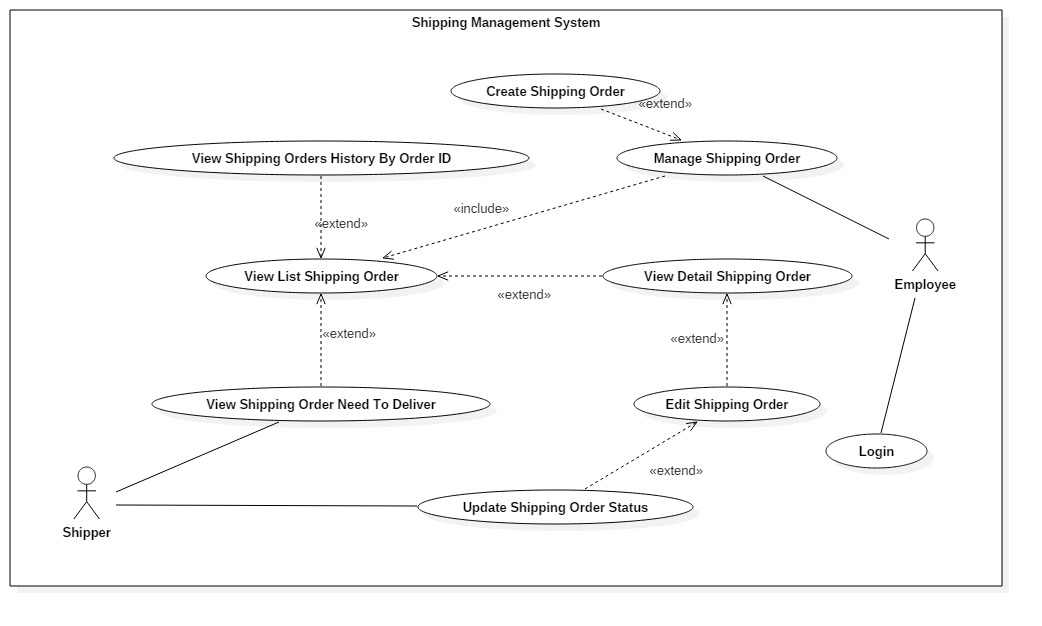 Shipping Management System
Create Shipping Order
«extend»
View Shipping Orders History By Order ID
Manage Shipping Order
«include»
«extend»
View List Shipping Order
View Detail Shipping Order
Employee
«extend»
«extend»
«extend»
View Shipping Order Need To Deliver
Edit Shipping Order
Login
«extend»
Update Shipping Order Status
Shipper